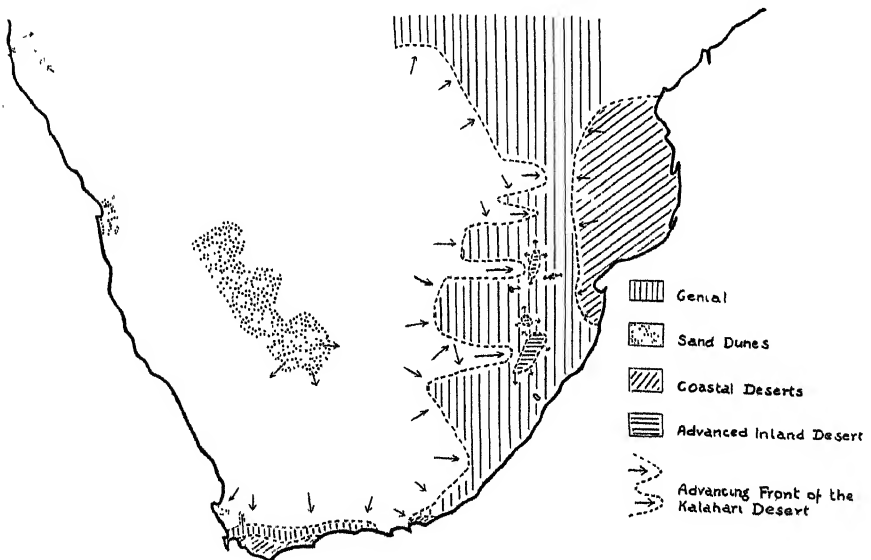 Genial
Sand Dunes
Coastal Deserts
Advanced Inland Desert
Advancing Front of the
Kalahari Desert